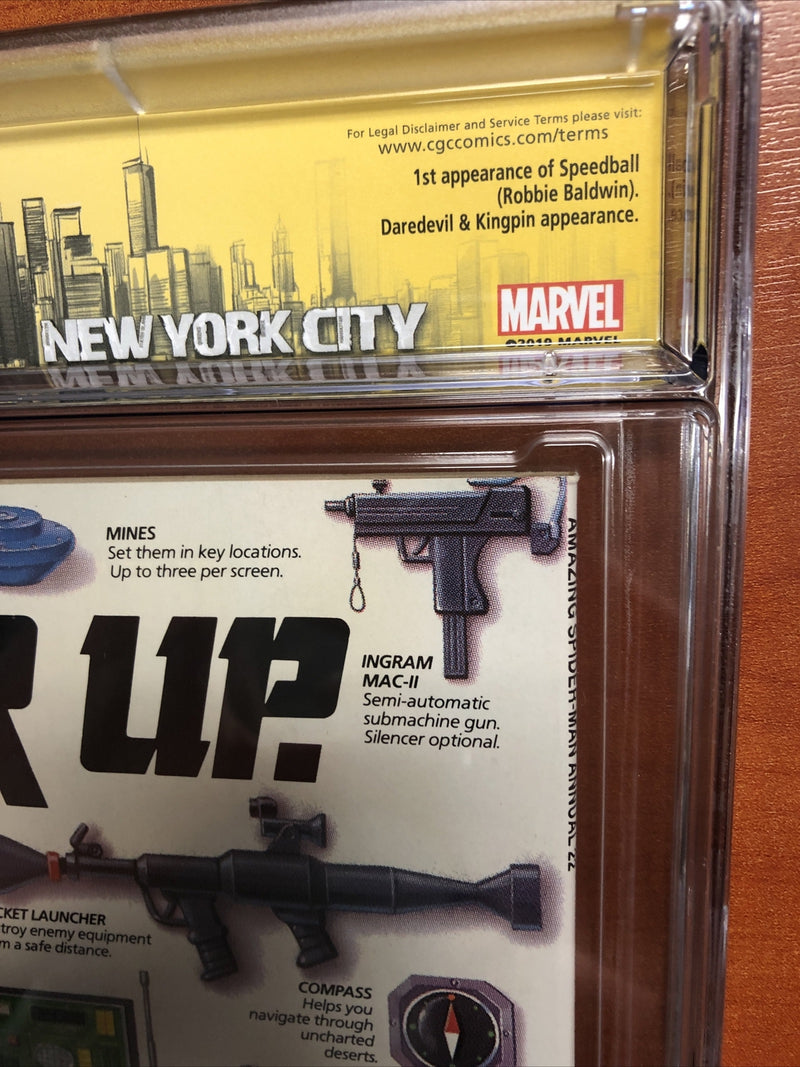 For Legal Disclaimer and Service Terms please visit:
www.cgccomics.com/terms
1st appearance of Speedball
(Robbie Baldwin).
Daredevil & Kingpin appearance.
NEW YORK CITY
MARVEL
MARVEL
MINES
Set them in key locations.
Up to three per screen.
UP.
INGRAM
MAC-II
Semi-automatic
submachine gun.
Silencer optional.
AMAZING SPIDER-MAN ANNUAL '22
CKET LAUNCHER
troy enemy equipment
m a safe distance.
COMPASS
Helps you
navigate through
uncharted
deserts.